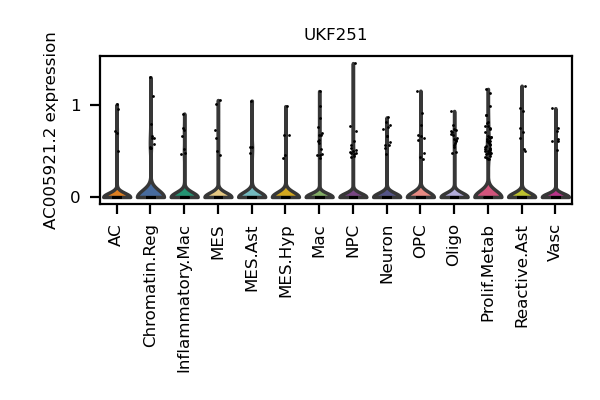 UKF251
AC005921.2 expression
1
0
AC
Chromatin.Reg
Inflammatory.Mac
MES
MES.Ast
MES.Hyp
Mac
NPC
Neuron
OPC
Oligo
Prolif.Metab
Reactive.Ast
Vasc